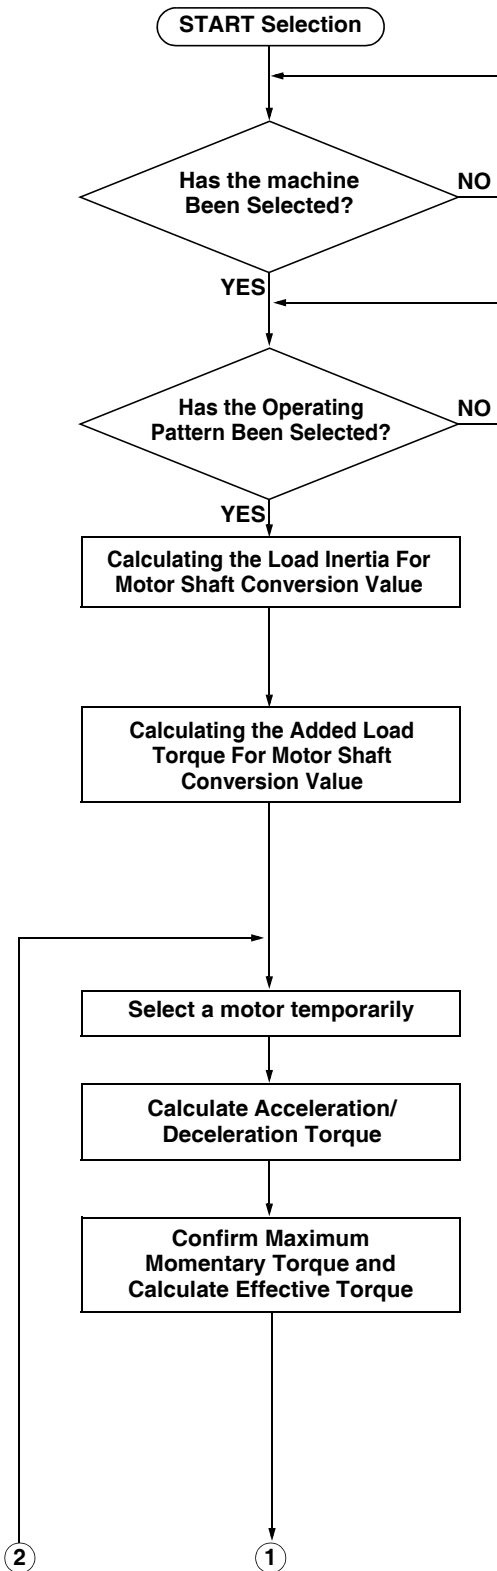 START Selection
Has the machine
Been Selected?
NO
YES
Has the Operating
Pattern Been Selected?
NO
YES
Calculating the Load Inertia For
Motor Shaft Conversion Value
Calculating the Added Load
Torque For Motor Shaft
Conversion Value
Select a motor temporarily
Calculate Acceleration/
Deceleration Torque
Confirm Maximum
Momentary Torque and
Calculate Effective Torque
2
1